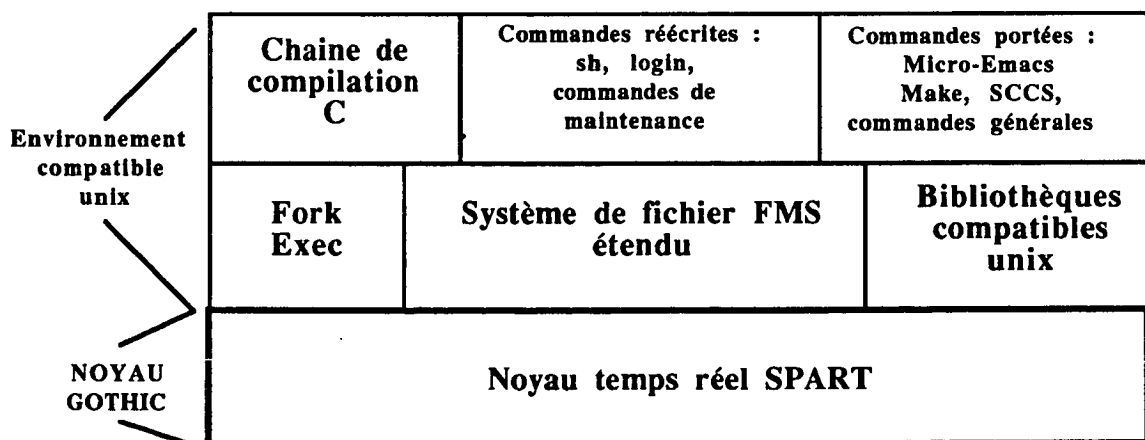 Chaine de
compilation
C
Commandes réécrites :
sh, login,
commandes de
maintenance
Commandes portées :
Micro-Emacs
Make, SCCS,
commandes générales
Environnement
compatible
unix
Fork
Exec
Système de fichier FMS
étendu
Bibliothèques
compatibles
unix
NOYAU
GOTHIC
Noyau temps réel SPART